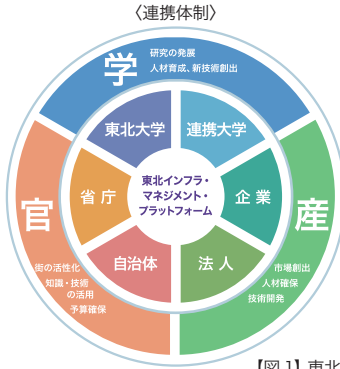 〈連携体制〉
学
研究の発展
人材育成、新技術創出
東北大学
連携大学
省庁
東北インフラ・
マネジメント・
プラットフォーム
企業
官
産
自治体
法人
街の活性化
知識・技術
の活用
予算確保
市場創出
人材確保
技術開発
【図1】東北